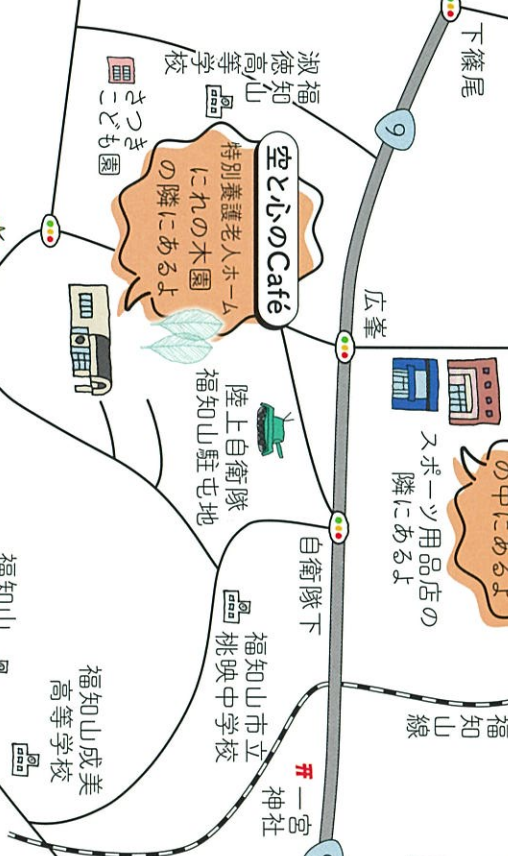 下篠尾
9
福知山
淑徳高等学校
さつき
こども園
空と心のCafé
特別養護老人ホーム
にれの木園
の隣にあるよ
広峯
スポーツ用品店の
隣にあるよ
の中にあるよ
陸上自衛隊
福知山駐屯地
自衛隊下
福知山市立
桃映中学校
福知山線
一宮
神社
福知山成美
高等学校
福知山